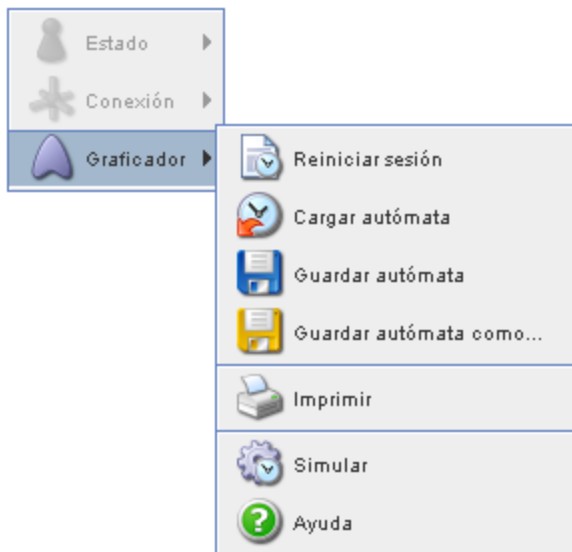 Estado
Conexión
Graficador
Reiniciar sesión
Cargar autómata
Guardar autómata
Guardar autómata como...
Imprimir
Simular
Ayuda